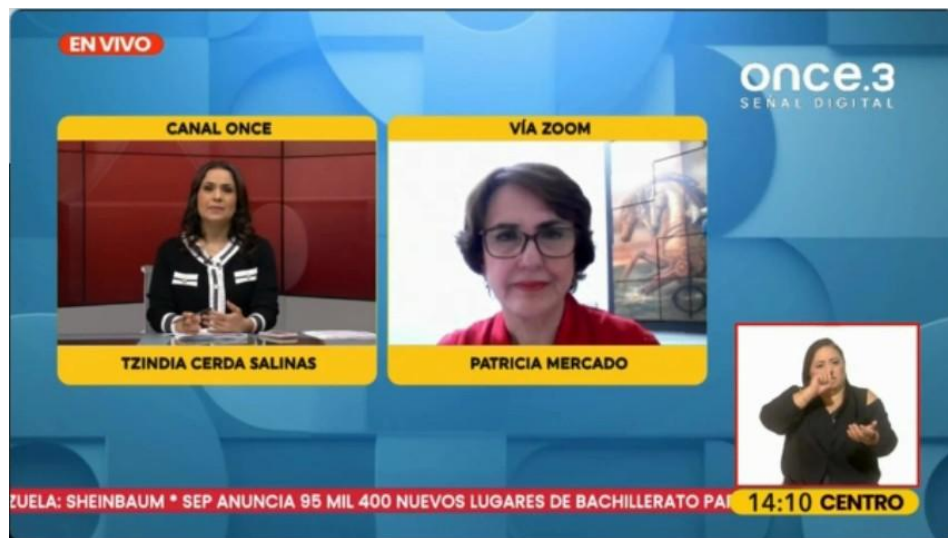 EN VIVO
once.3
SEÑAL DIGITAL
CANAL ONCE
VÍA ZOOM
TZINDIA CERDA SALINAS
PATRICIA MERCADO
ZUELA: SHEINBAUM * SEP ANUNCIA 95 MIL 400 NUEVOS LUGARES DE BACHILLERATO PA
14:10 CENTRO